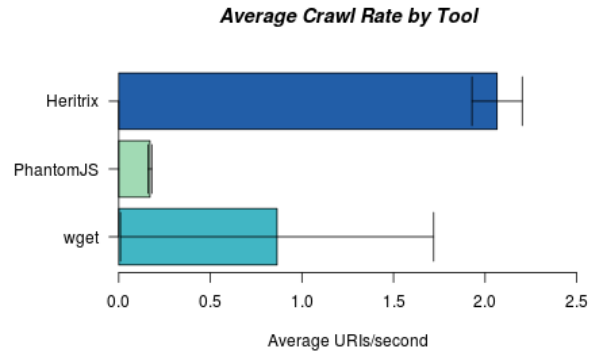 Average Crawl Rate by Tool
Heritrix
PhantomJS
wget
0.0 0.5 1.0 1.5 2.0 2.5
Average URIs/second